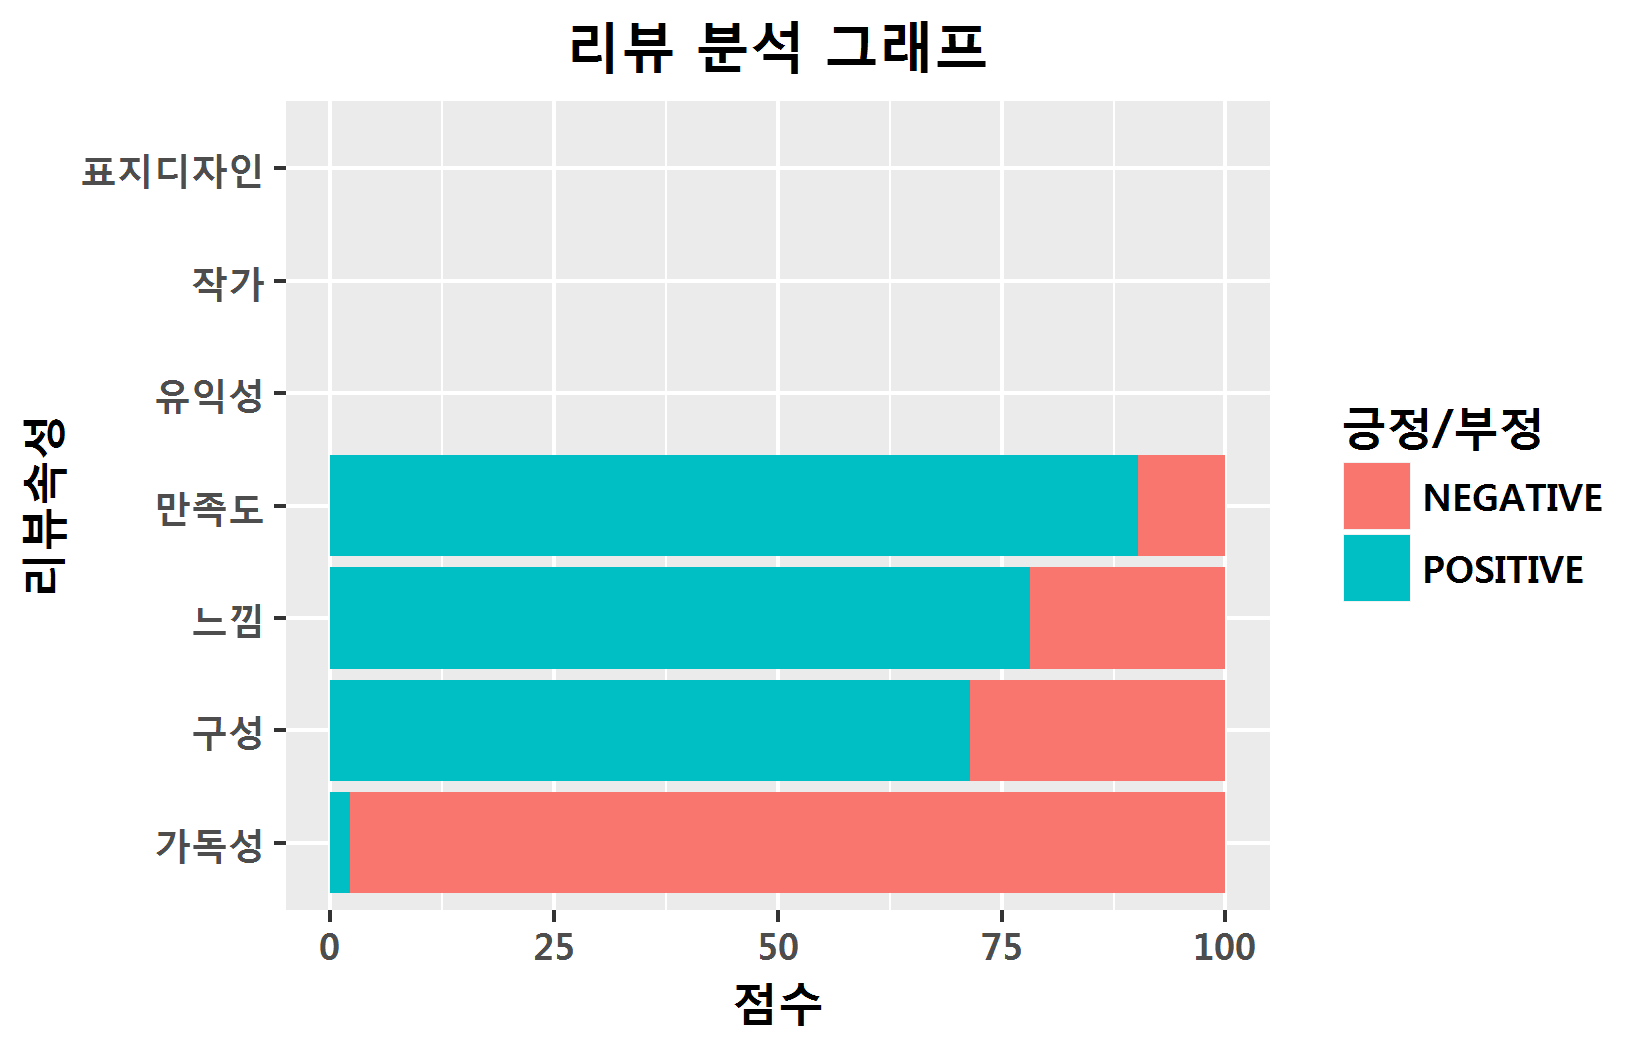 리뷰 분석 그래프
표지디자인
작가
유익성
만족도
느낌
구성
가독성
리뷰속성
0 25 50 75 100
점수
긍정/부정
NEGATIVE
POSITIVE